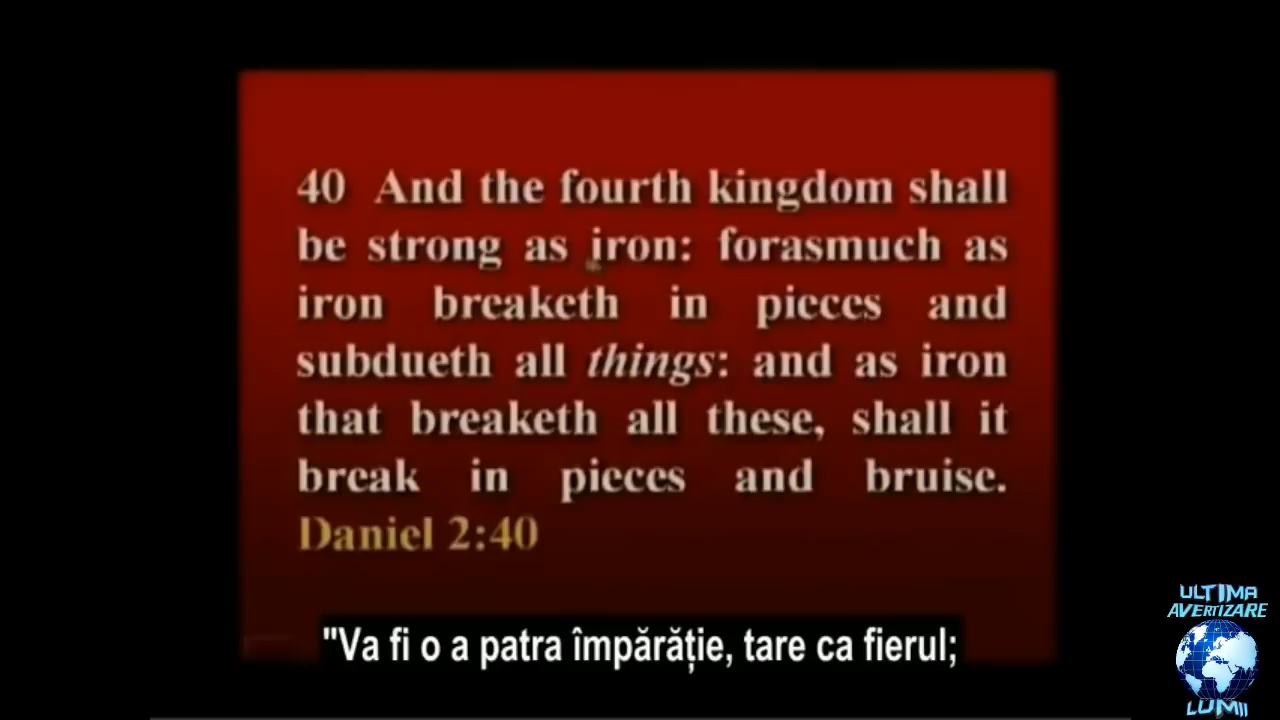 40 And the fourth kingdom shall
be strong as iron: forasmuch as
iron breaketh in pieces and
subdueth all things: and as iron
that breaketh all these, shall it
break in pieces and bruise.
Daniel 2:40
"Va fi o a patra împărăție, tare ca fierul;
ULTIMA
AVERTIZARE
LUMII